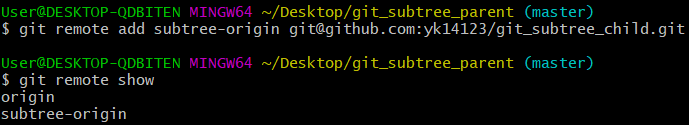 User@DESKTOP-QDBITEN MINGW64 ~/Desktop/git_subtree_parent (master)
$ git remote add subtree-origin git@github.com:yk14123/git_subtree_child.git
User@DESKTOP-QDBITEN MINGW64 ~/Desktop/git_subtree_parent (master)
$ git remote show
origin
subtree-origin